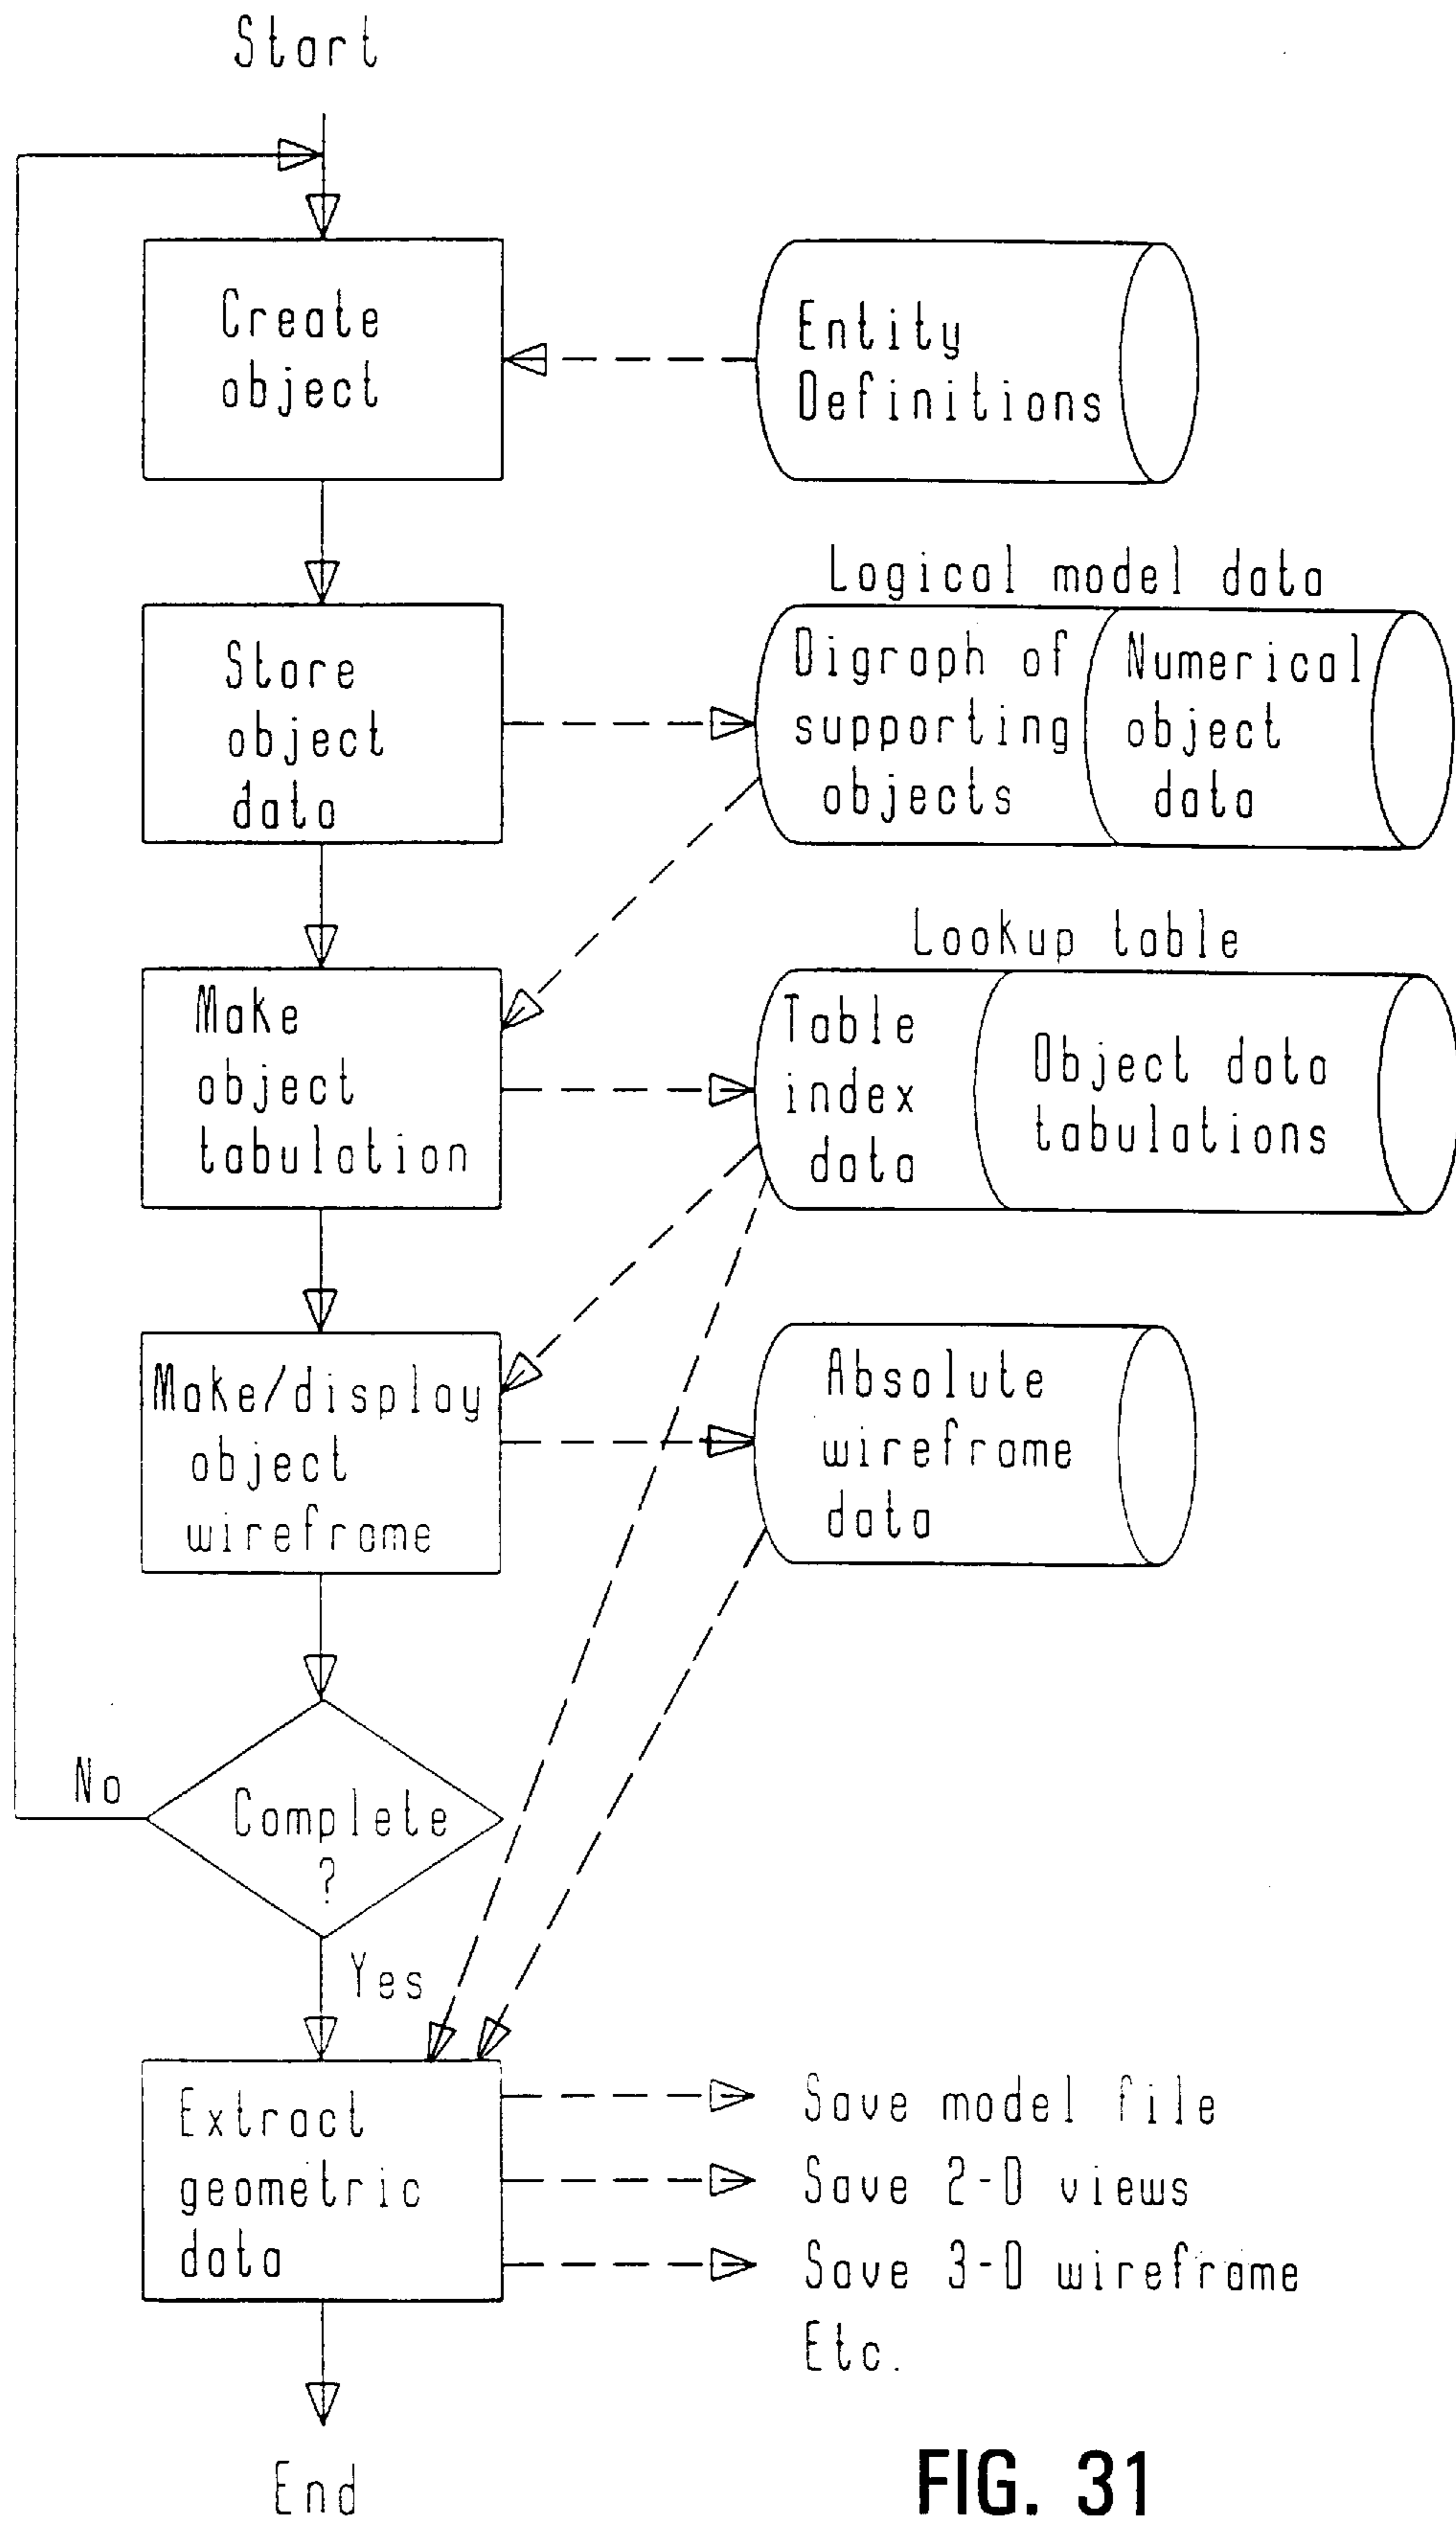 Start
Create
object
Entity
Definitions
Logical model data
Store
object
data
Digraph of
supporting
objects
Numerical
object
data
Lookup table
Make
object
tabulation
Table
index
data
Object data
tabulations
Make/display
object
wireframe
Absolute
wireframe
data
No
Complete
?
Yes
Extract
geometric
data
Save model file
Save 2-D views
Save 3-D wireframe
Etc.
End
FIG. 31